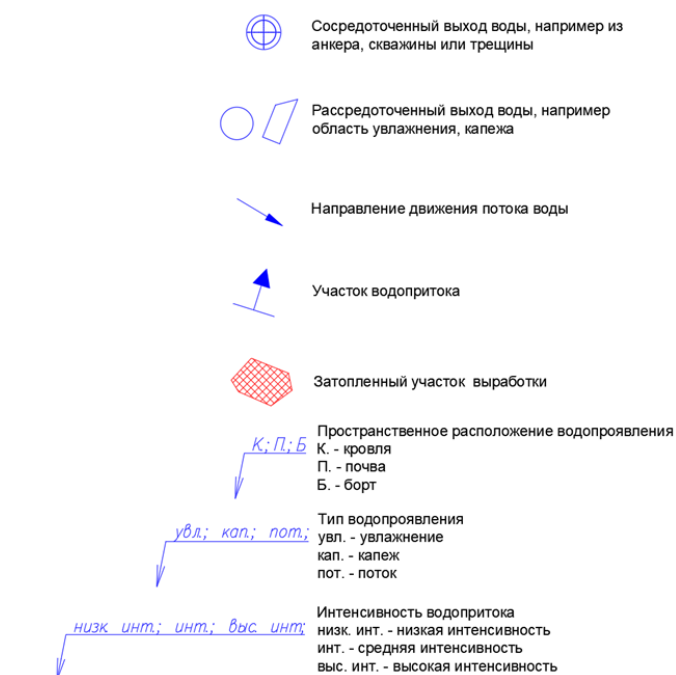 Сосредоточенный выход воды, например из
анкера, скважины или трещины
Рассредоточенный выход воды, например
область увлажнения, капежа
Направление движения потока воды
Участок водопритока
Затопленный участок выработки
К.; П.; Б
Пространственное расположение водопроявления
К. - кровля
П. - почва
Б. - борт
увл.; кап.; пот.;
Тип водопроявления
увл. - увлажнение
кап. - капеж
пот. - поток
низк. инт.; инт.; выс. инт;
Интенсивность водопритока
низк. инт. - низкая интенсивность
инт. - средняя интенсивность
выс. инт. - высокая интенсивность